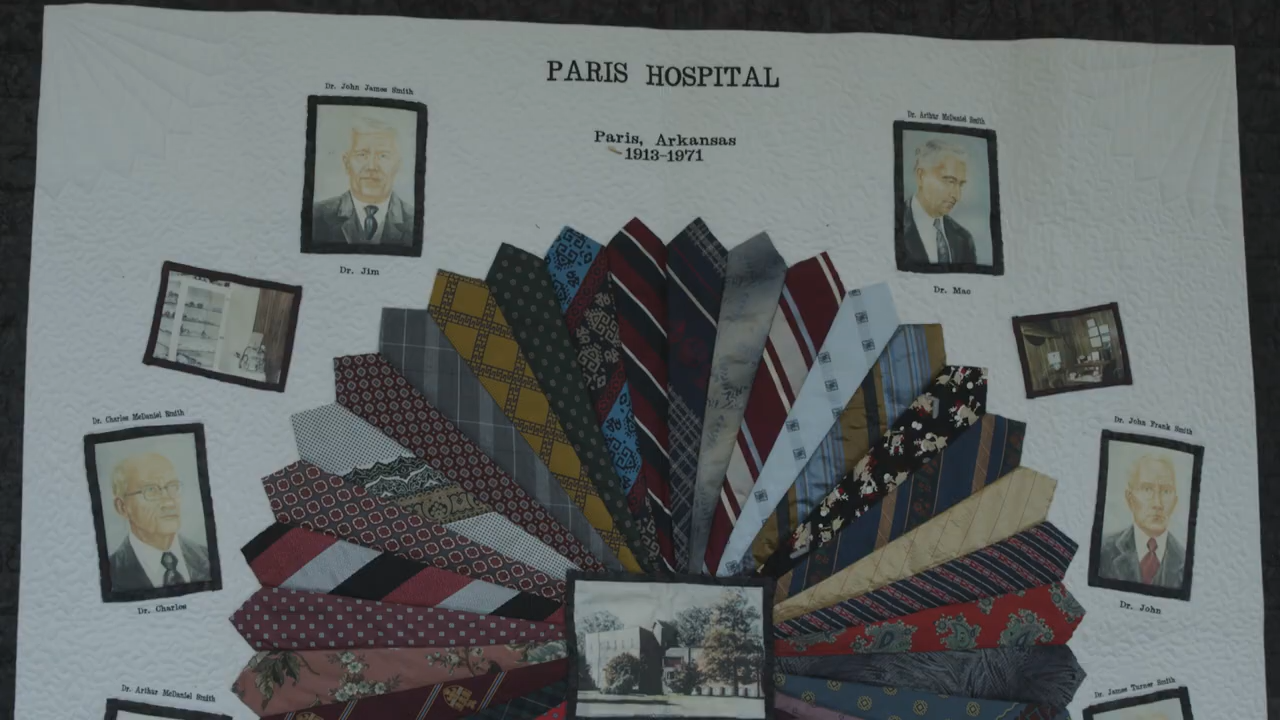 PARIS HOSPITAL
Paris, Arkansas
1913-1971
Dr. John James Smith
Dr. Jim
Dr. Arthur McDaniel Smith
Dr. Mac
Dr. Charles McDaniel Smith
Dr. Charles
Dr. John Frank Smith
Dr. John
Dr. Arthur McDaniel Smith
Dr. James Turner Smith